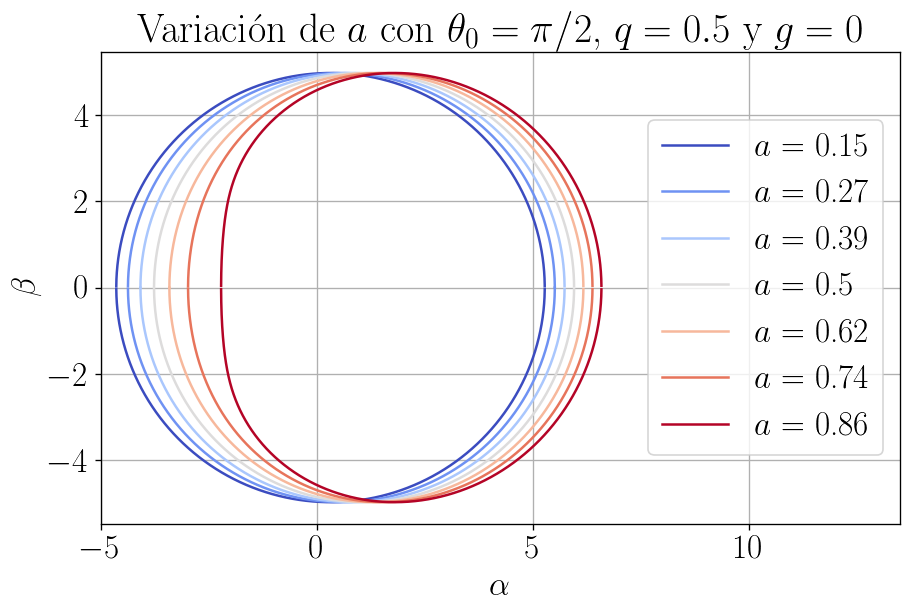 Variación de a con θ₀ = π/2, q = 0.5 y g = 0
4
2
0
−2
−4
β
−5
0
5
10
α
a = 0.15
a = 0.27
a = 0.39
a = 0.5
a = 0.62
a = 0.74
a = 0.86